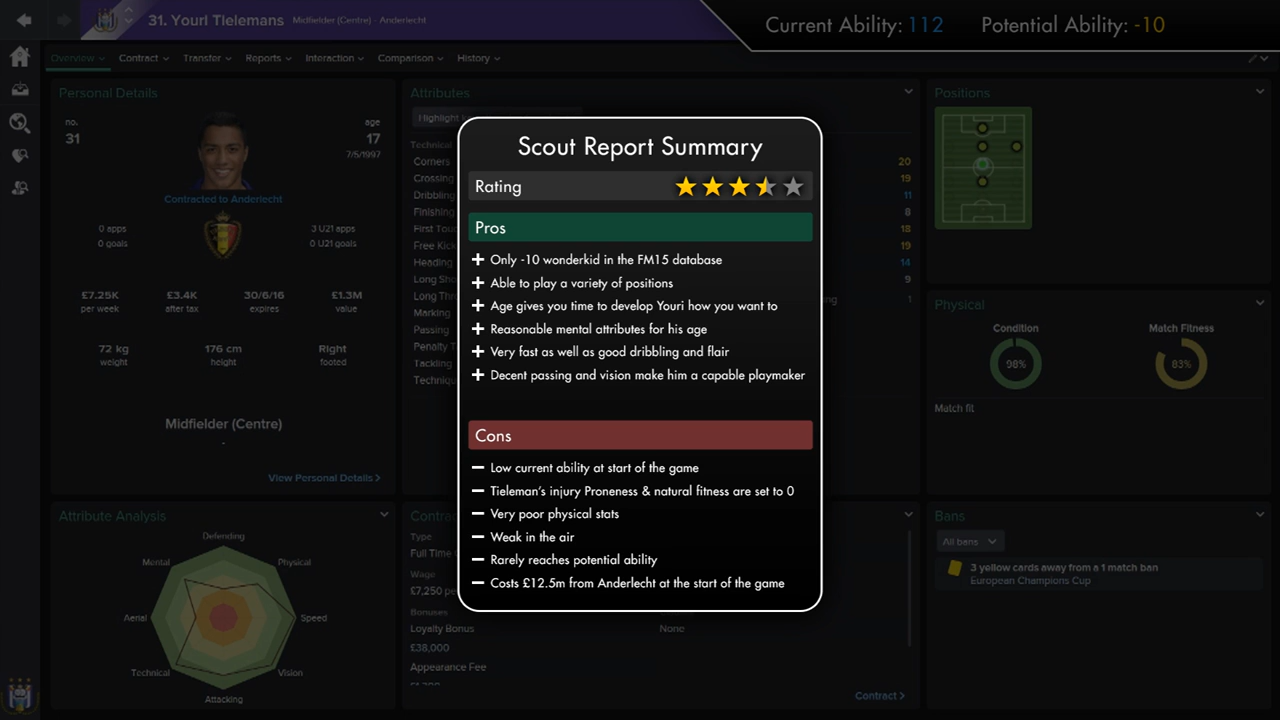 31. Youri Tielemans Midfielder (Centre) - Anderlecht
Current Ability: 112 Potential Ability: -10
Overview Contract Transfer Reports Interaction Comparison History
Personal Details
no.
31
age
17
7/5/1997
Contracted to Anderlecht
0 apps
0 goals
3 U21 apps
0 U21 goals
£7.25K
per week
£3.4K
after tax
30/6/16
expires
£1.3M
value
72 kg
weight
176 cm
height
Right
footed
Midfielder (Centre)
-
View Personal Details >
Attributes
Highlight
Technical
Corners 20
Crossing 19
Dribbling 11
Finishing 8
First Touc 18
Free Kick 19
Heading 14
Long Sho 9
Long Thro 1
Marking
Passing
Penalty T
Tackling
Techniqu
Scout Report Summary
Rating
Pros
+ Only -10 wonderkid in the FM15 database
+ Able to play a variety of positions
+ Age gives you time to develop Youri how you want to
+ Reasonable mental attributes for his age
+ Very fast as well as good dribbling and flair
+ Decent passing and vision make him a capable playmaker
Cons
- Low current ability at start of the game
- Tieleman's injury Proneness & natural fitness are set to 0
- Very poor physical stats
- Weak in the air
- Rarely reaches potential ability
- Costs £12.5m from Anderlecht at the start of the game
Positions
Physical
Condition
98%
Match Fitness
83%
Match fit
Attribute Analysis
Defending
Mental
Physical
Aerial
Speed
Technical
Vision
Attacking
Contrac
Type
Full Time
Wage
£7,250 pe
Bonuses
Loyalty Bonus None
£38,000
Appearance Fee
Contract >
Bans
All bans
3 yellow cards away from a 1 match ban
European Champions Cup